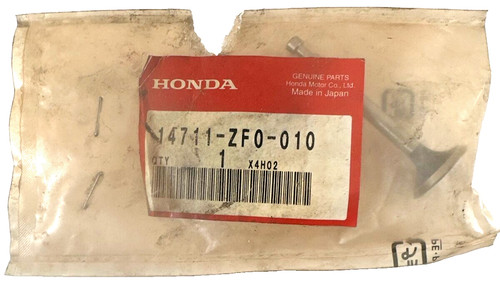 HONDA
GENUINE PARTS
Honda Motor Co., Ltd.
Made in Japan
14711-ZF0-010
QTY 1 X4H02